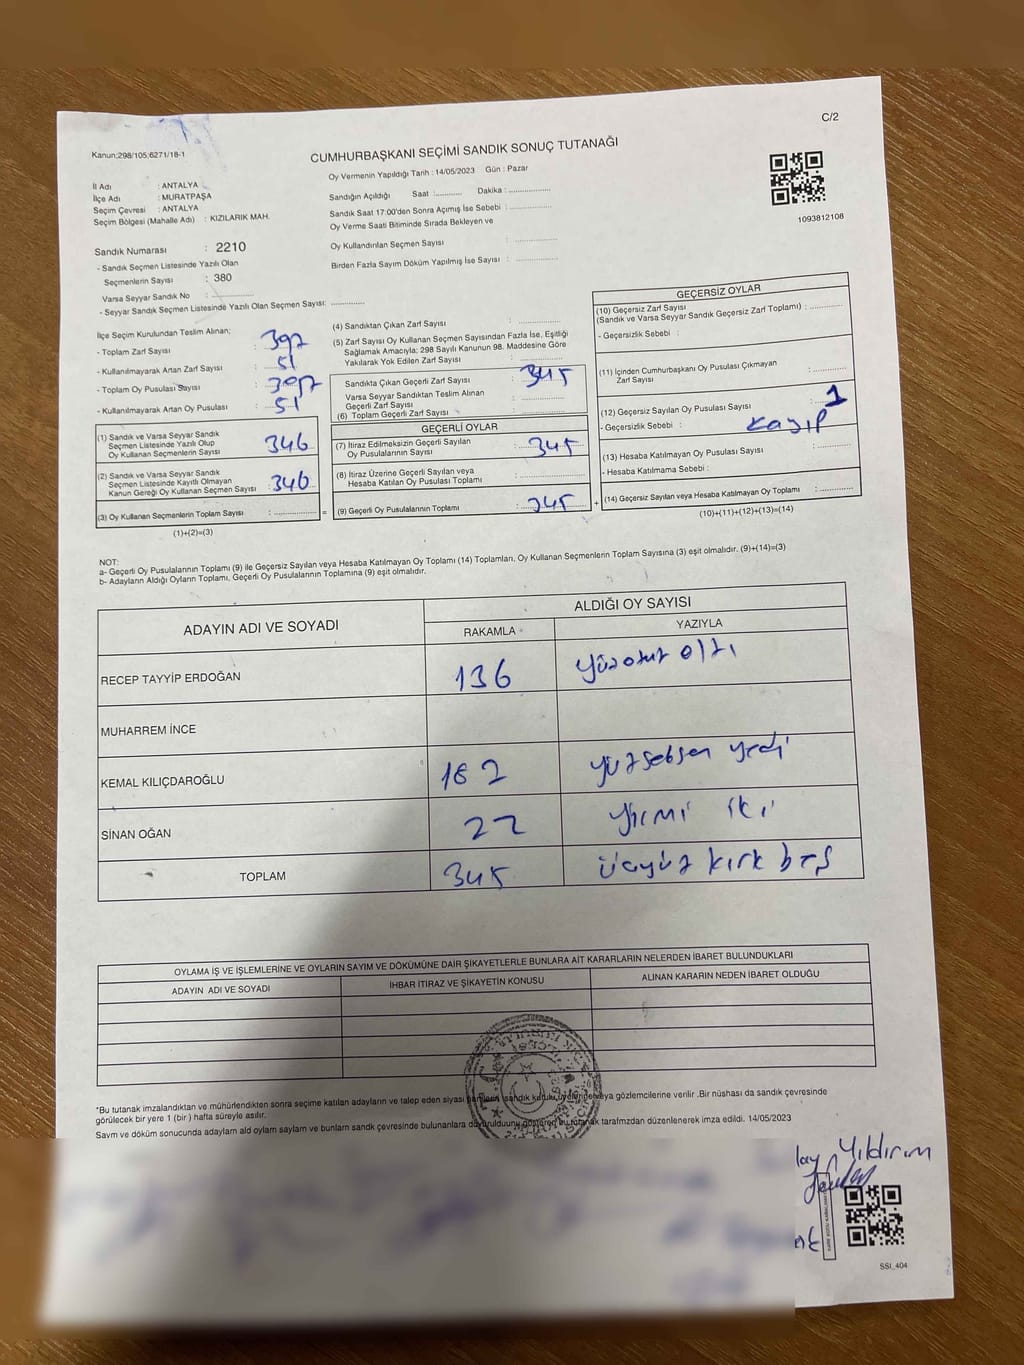 C/2
Kanun:298/105;6271/18-1
CUMHURBAŞKANI SEÇİMİ SANDIK SONUÇ TUTANAĞI
Oy Vermenin Yapıldığı Tarih : 14/05/2023 Gün : Pazar
İl Adı : ANTALYA
İlçe Adı : MURATPAŞA
Seçim Çevresi : ANTALYA
Seçim Bölgesi (Mahalle Adı) : KIZILARIK MAH.
Sandığın Açıldığı Saat :........... Dakika :................
Sandık Saat 17:00'den Sonra Açımış İse Sebebi :................
Oy Verme Saati Bitiminde Sırada Bekleyen ve
Oy Kullandırılan Seçmen Sayısı :................
Birden Fazla Sayım Döküm Yapılmış İse Sayısı :................
1093812108
Sandık Numarası : 2210
- Sandık Seçmen Listesinde Yazılı Olan
Seçmenlerin Sayısı : 380
Varsa Seyyar Sandık No :................
- Seyyar Sandık Seçmen Listesinde Yazılı Olan Seçmen Sayısı: ............
İlçe Seçim Kurulundan Teslim Alınan;
- Toplam Zarf Sayısı : 397
- Kullanılmayarak Artan Zarf Sayısı : 51
- Toplam Oy Pusulası Sayısı : 397
- Kullanılmayarak Artan Oy Pusulası : 51
(1) Sandık ve Varsa Seyyar Sandık
Seçmen Listesinde Yazılı Olup
Oy Kullanan Seçmenlerin Sayısı : 346
(2) Sandık ve Varsa Seyyar Sandık
Seçmen Listesinde Kayıtlı Olmayan
Kanun Gereği Oy Kullanan Seçmen Sayısı : 346
(3) Oy Kullanan Seçmenlerin Toplam Sayısı :................ =
(1)+(2)=(3)
(4) Sandıktan Çıkan Zarf Sayısı :................
(5) Zarf Sayısı Oy Kullanan Seçmen Sayısından Fazla İse, Eşitliği
Sağlamak Amacıyla; 298 Sayılı Kanunun 98. Maddesine Göre
Yakılarak Yok Edilen Zarf Sayısı :................
Sandıkta Çıkan Geçerli Zarf Sayısı : 345
Varsa Seyyar Sandıktan Teslim Alınan
Geçerli Zarf Sayısı :................
(6) Toplam Geçerli Zarf Sayısı :................
GEÇERLİ OYLAR
(7) İtiraz Edilmeksizin Geçerli Sayılan
Oy Pusulalarının Sayısı : 345
(8) İtiraz Üzerine Geçerli Sayılan veya
Hesaba Katılan Oy Pusulası Toplamı :................
(9) Geçerli Oy Pusulalarının Toplamı : 345 +
GEÇERSİZ OYLAR
(10) Geçersiz Zarf Sayısı
(Sandık ve Varsa Seyyar Sandık Geçersiz Zarf Toplamı) : ............
- Geçersizlik Sebebi :
(11) İçinden Cumhurbaşkanı Oy Pusulası Çıkmayan
Zarf Sayısı :............
(12) Geçersiz Sayılan Oy Pusulası Sayısı : 1
- Geçersizlik Sebebi : Kayıp
(13) Hesaba Katılmayan Oy Pusulası Sayısı :............
- Hesaba Katılmama Sebebi :
(14) Geçersiz Sayılan veya Hesaba Katılmayan Oy Toplamı :............
(10)+(11)+(12)+(13)=(14)
NOT:
a- Geçerli Oy Pusulalarının Toplamı (9) ile Geçersiz Sayılan veya Hesaba Katılmayan Oy Toplamı (14) Toplamları, Oy Kullanan Seçmenlerin Toplam Sayısına (3) eşit olmalıdır. (9)+(14)=(3)
b- Adayların Aldığı Oyların Toplamı, Geçerli Oy Pusulalarının Toplamına (9) eşit olmalıdır.
ADAYIN ADI VE SOYADI ALDIĞI OY SAYISI
RAKAMLA YAZIYLA
RECEP TAYYİP ERDOĞAN 136 yüzotuz altı
MUHARREM İNCE
KEMAL KILIÇDAROĞLU 187 yüzseksen yedi
SİNAN OĞAN 22 yirmi iki
TOPLAM 345 üçyüz kırk beş
OYLAMA İŞ VE İŞLEMLERİNE VE OYLARIN SAYIM VE DÖKÜMÜNE DAİR ŞİKAYETLERLE BUNLARA AİT KARARLARIN NELERDEN İBARET BULUNDUKLARI
ADAYIN ADI VE SOYADI İHBAR İTİRAZ VE ŞİKAYETİN KONUSU ALINAN KARARIN NEDEN İBARET OLDUĞU
*Bu tutanak imzalandıktan ve mühürlendikten sonra seçime katılan adayların ve talep eden siyasi partilerin sandık kurulu üyelerine veya gözlemcilerine verilir .Bir nüshası da sandık çevresinde
görülecek bir yere 1 (bir ) hafta süreyle asılır.
Sayım ve döküm sonucunda adayların aldığı oyların sayları ve bunların sandık çevresinde bulunanlara duyurulduğunu gösteren bu tutanak tarafımızdan düzenlenerek imza edildi. 14/05/2023
Yıldırım
SSI_404